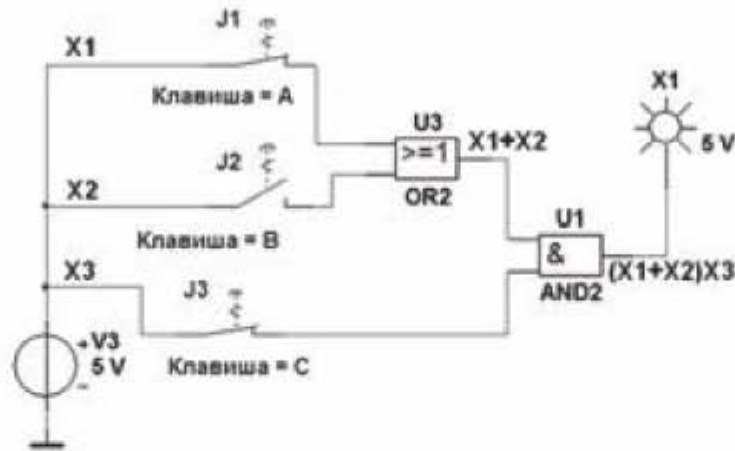 J1
X1
Клавиша = A
X1
5 V
U3
>=1
X1+X2
OR2
J2
X2
Клавиша = B
U1
&
(X1+X2)X3
AND2
X3
J3
Клавиша = C
+ V3
5 V
-